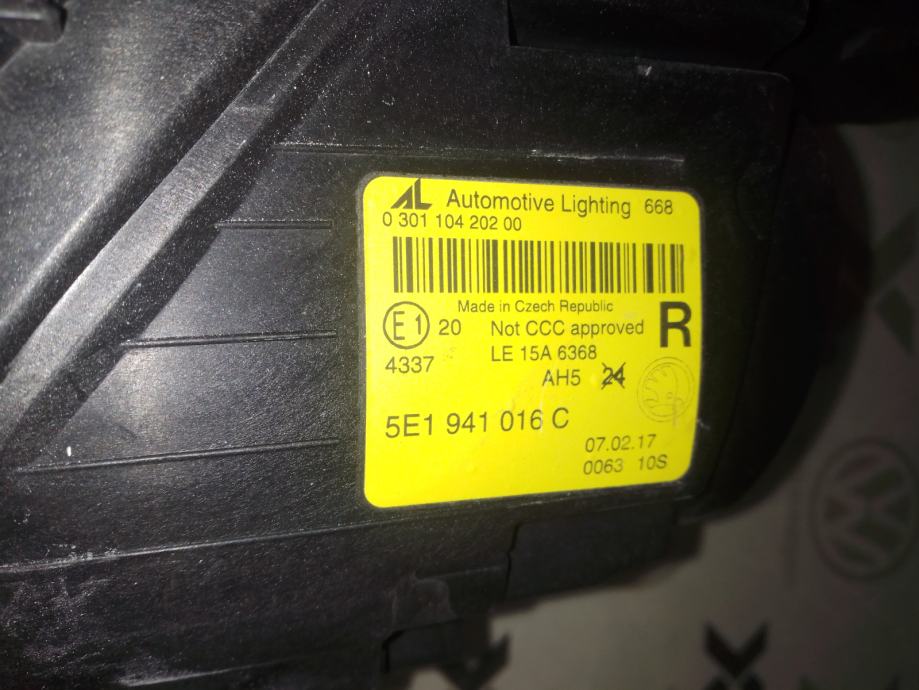 AL Automotive Lighting 668
0 301 104 202 00
Made in Czech Republic
E1 20 Not CCC approved R
4337 LE 15A 6368
AH5 24
5E1 941 016 C
07.02.17
0063 10S